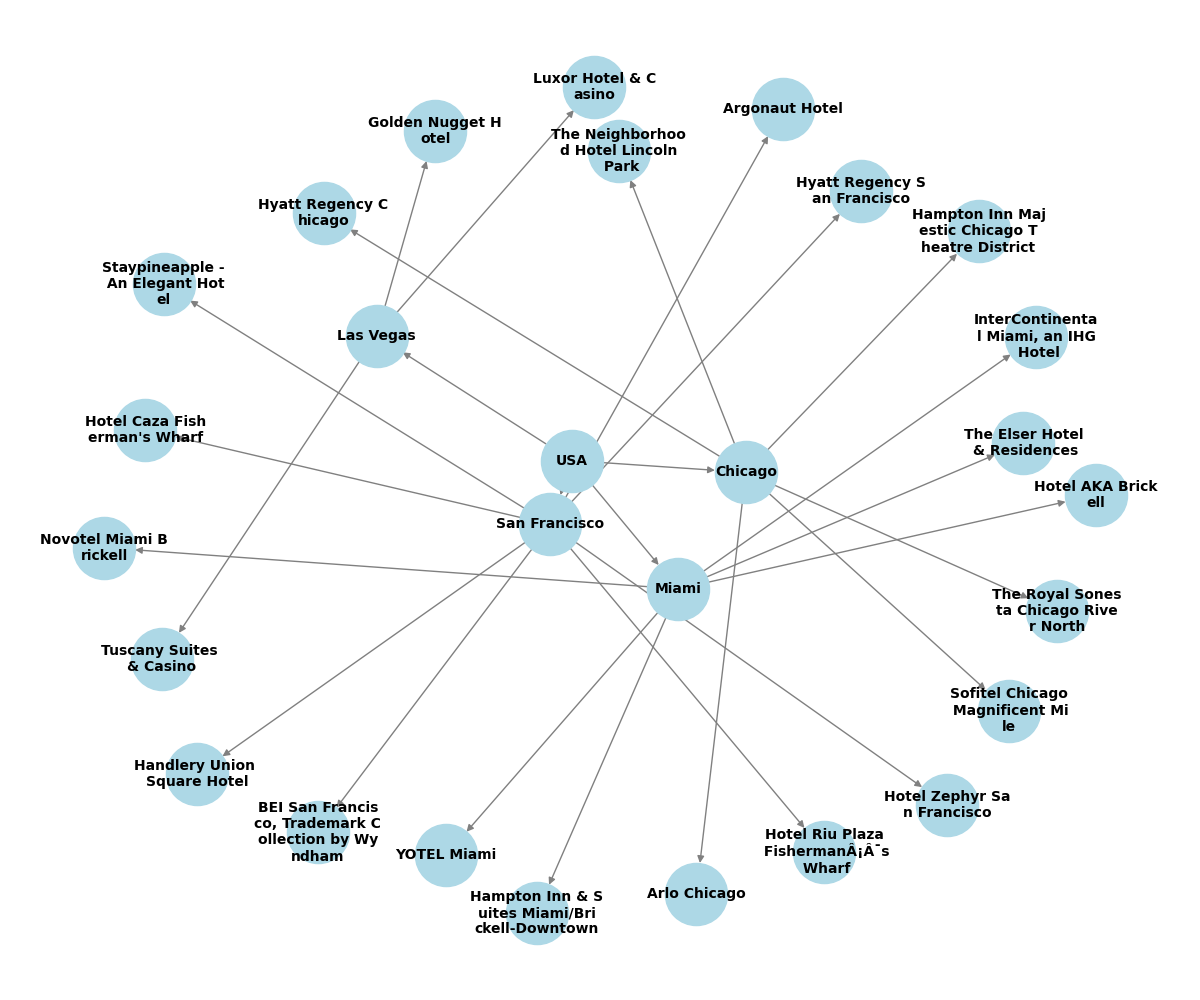 Luxor Hotel & C
asino
Argonaut Hotel
Golden Nugget H
otel
The Neighborhoo
d Hotel Lincoln
Park
Hyatt Regency S
an Francisco
Hyatt Regency C
hicago
Hampton Inn Maj
estic Chicago T
heatre District
Staypineapple -
An Elegant Hot
el
Las Vegas
InterContinenta
l Miami, an IHG
Hotel
Hotel Caza Fish
erman's Wharf
The Elser Hotel
& Residences
USA
Chicago
Hotel AKA Brick
ell
San Francisco
Novotel Miami B
rickell
Miami
The Royal Sones
ta Chicago Rive
r North
Tuscany Suites
& Casino
Sofitel Chicago
Magnificent Mi
le
Handlery Union
Square Hotel
Hotel Zephyr Sa
n Francisco
BEI San Francis
co, Trademark C
ollection by Wy
ndham
YOTEL Miami
Hotel Riu Plaza
FishermanÂ¡Â¯s
Wharf
Arlo Chicago
Hampton Inn & S
uites Miami/Bri
ckell-Downtown